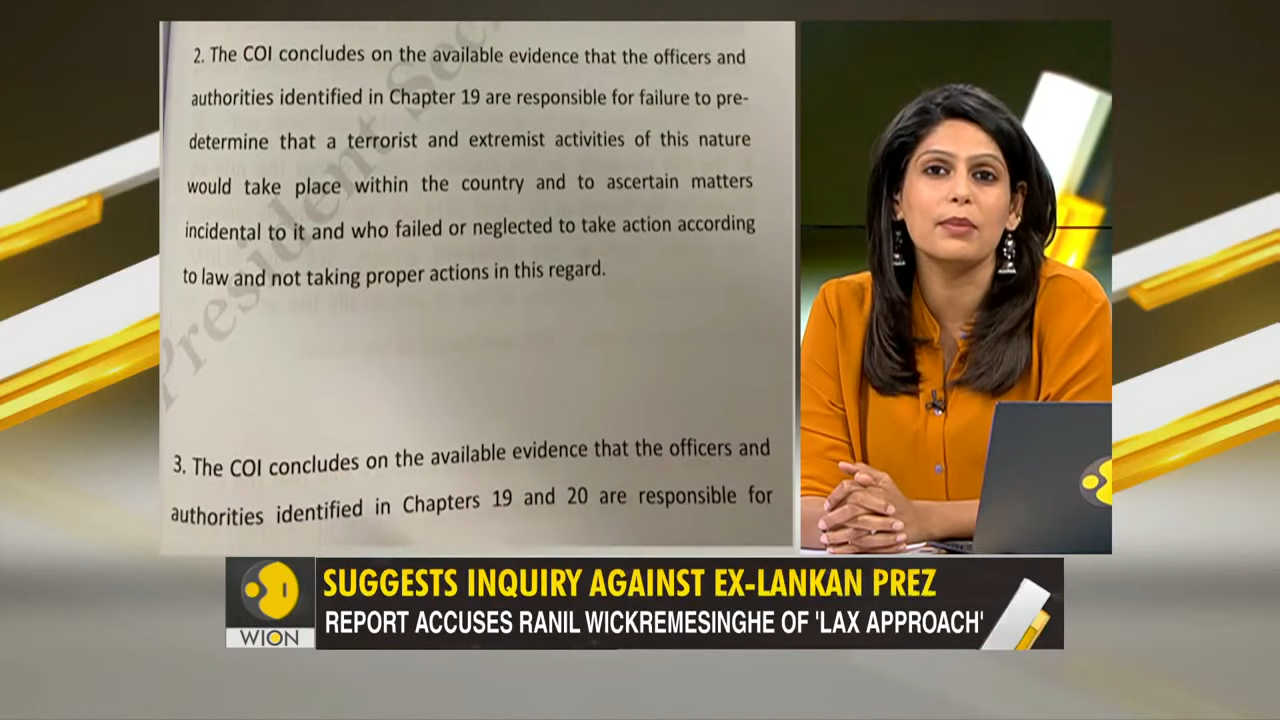 2. The COI concludes on the available evidence that the officers and
authorities identified in Chapter 19 are responsible for failure to pre-
determine that a terrorist and extremist activities of this nature
would take place within the country and to ascertain matters
incidental to it and who failed or neglected to take action according
to law and not taking proper actions in this regard.
3. The COI concludes on the available evidence that the officers and
authorities identified in Chapters 19 and 20 are responsible for
President
SUGGESTS INQUIRY AGAINST EX-LANKAN PREZ
REPORT ACCUSES RANIL WICKREMESINGHE OF 'LAX APPROACH'
WION